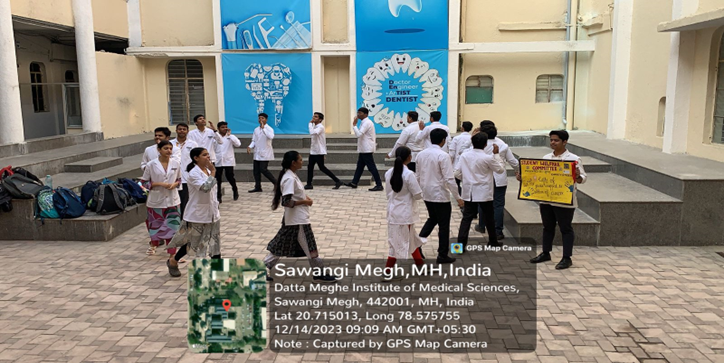 Doctor
Engineer
ARTIST
DENTIST
STUDENT WELFARE
COMMITTEE
GPS Map Camera
Sawangi Megh,MH,India
Datta Meghe Institute of Medical Sciences,
Sawangi Megh, 442001, MH, India
Lat 20.715013, Long 78.575755
12/14/2023 09:09 AM GMT+05:30
Note : Captured by GPS Map Camera